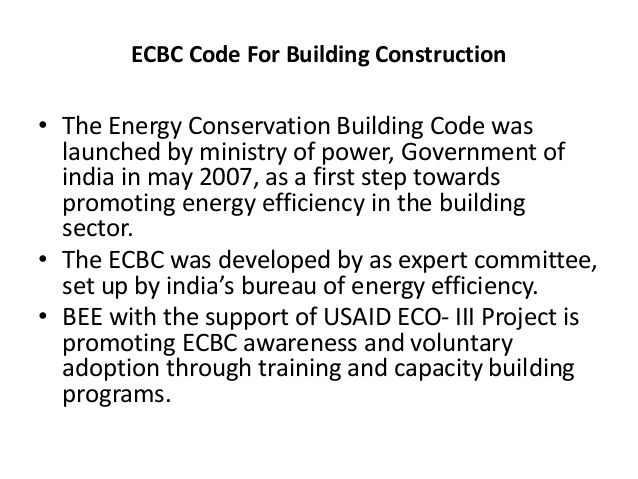 ECBC Code For Building Construction
• The Energy Conservation Building Code was
launched by ministry of power, Government of
india in may 2007, as a first step towards
promoting energy efficiency in the building
sector.
• The ECBC was developed by as expert committee,
set up by india's bureau of energy efficiency.
• BEE with the support of USAID ECO- III Project is
promoting ECBC awareness and voluntary
adoption through training and capacity building
programs.